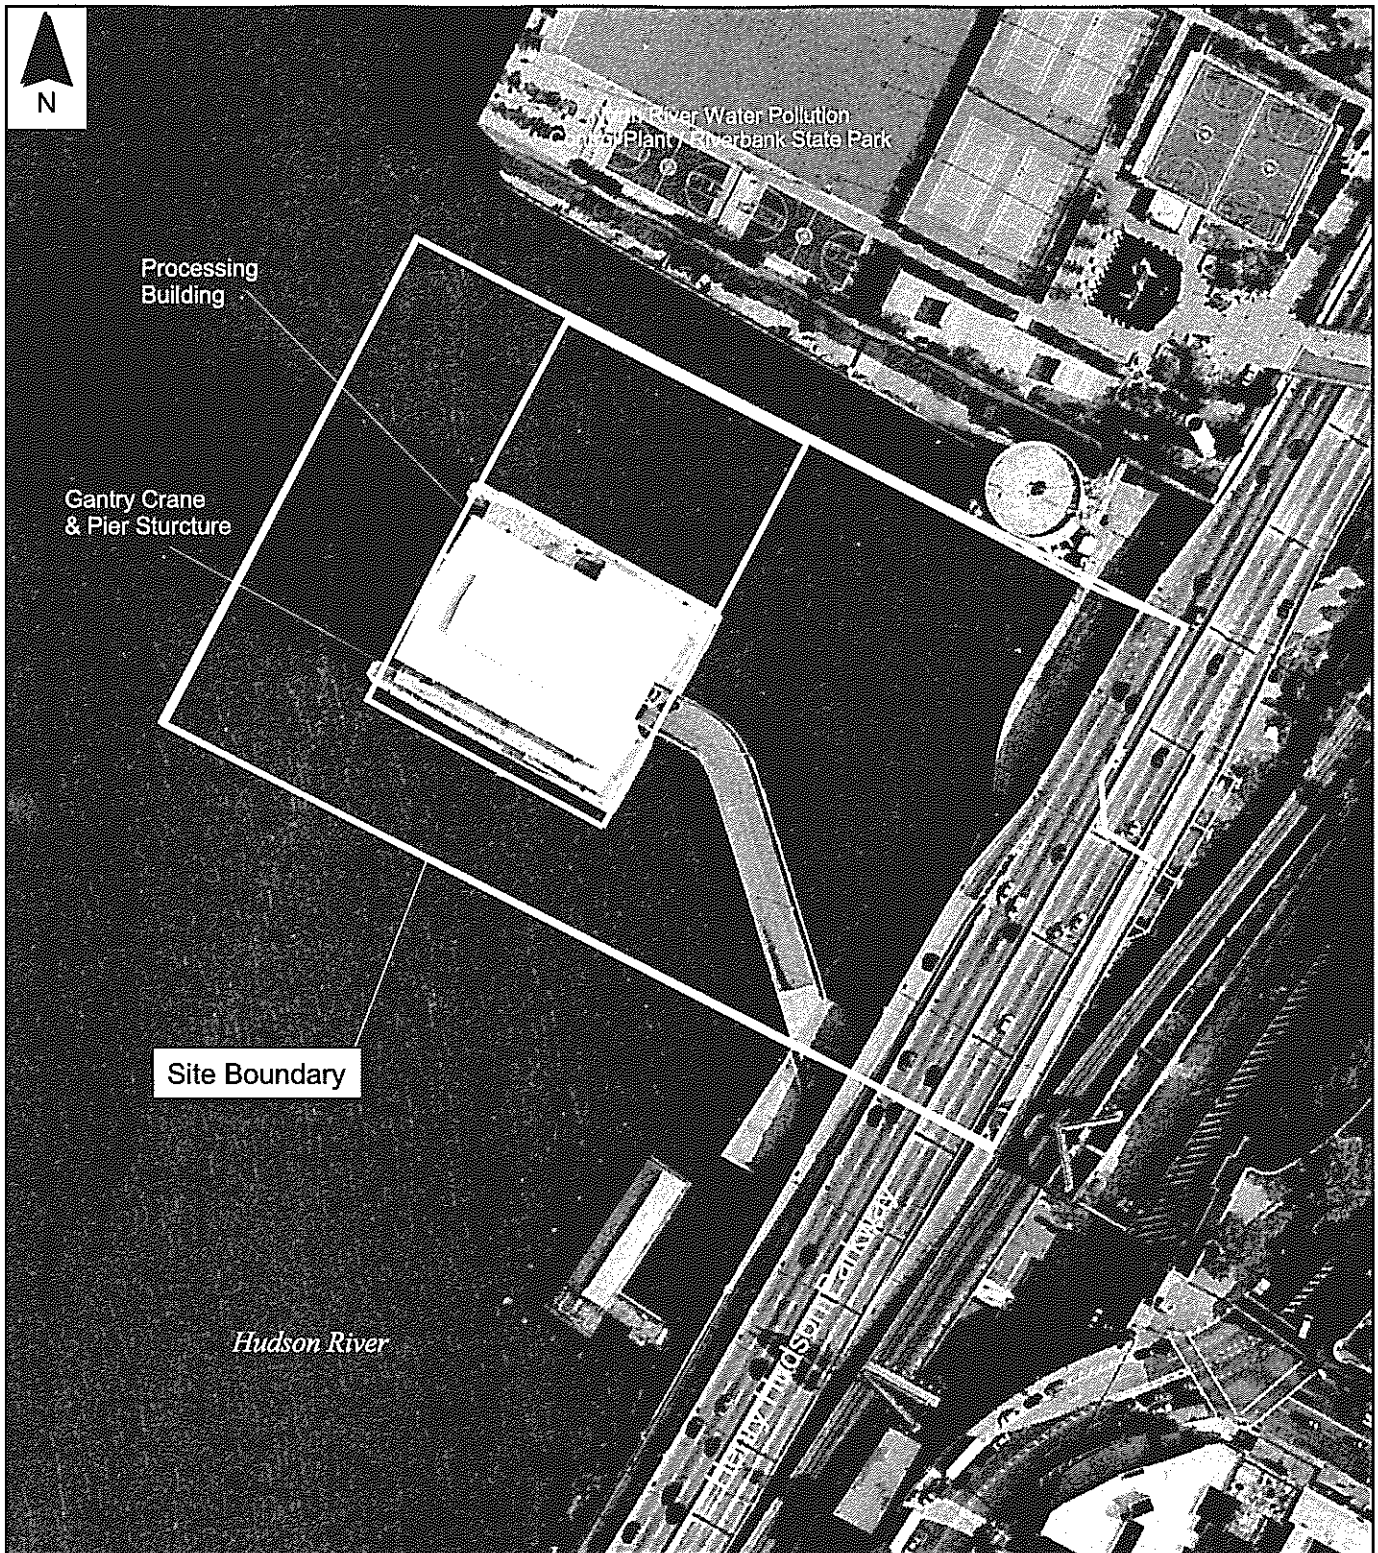 N
North River Water Pollution
Control Plant / Riverbank State Park
Processing
Building
Gantry Crane
& Pier Sturcture
Site Boundary
Hudson River
Henry Hudson Parkway